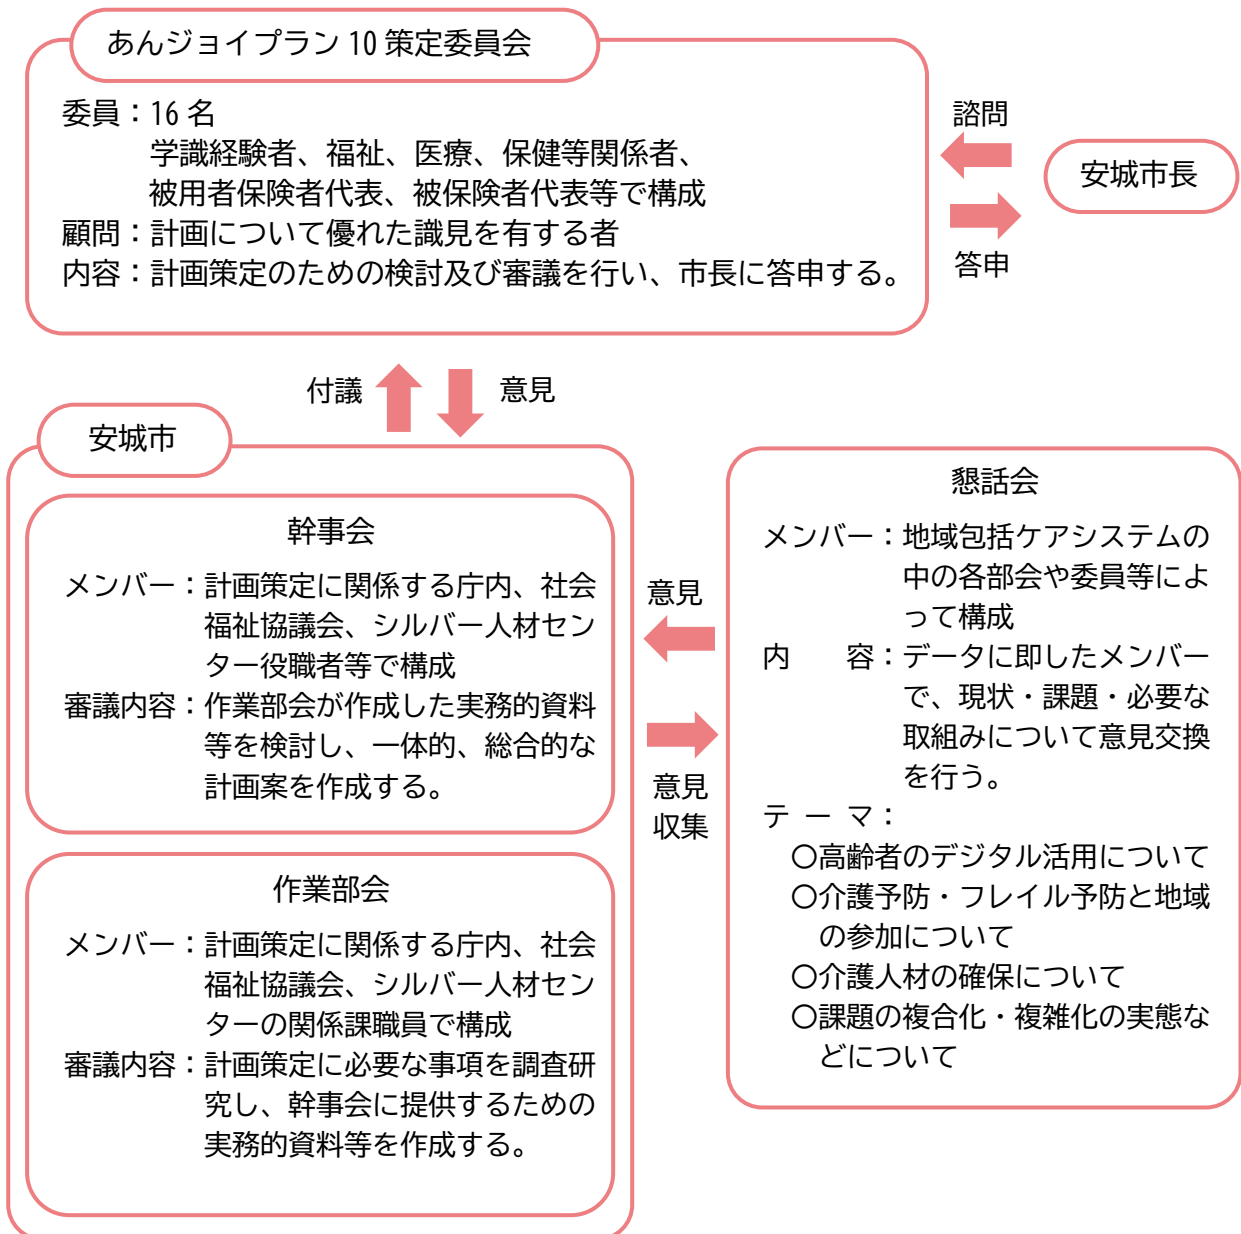 あんジョイプラン 10 策定委員会
委員：16 名
学識経験者、福祉、医療、保健等関係者、
被用者保険者代表、被保険者代表等で構成
顧問：計画について優れた識見を有する者
内容：計画策定のための検討及び審議を行い、市長に答申する。
諮問
安城市長
答申
付議
意見
安城市
幹事会
メンバー：計画策定に関係する庁内、社会
福祉協議会、シルバー人材セン
ター役職者等で構成
審議内容：作業部会が作成した実務的資料
等を検討し、一体的、総合的な
計画案を作成する。
作業部会
メンバー：計画策定に関係する庁内、社会
福祉協議会、シルバー人材セン
ターの関係課職員で構成
審議内容：計画策定に必要な事項を調査研
究し、幹事会に提供するための
実務的資料等を作成する。
意見
意見
収集
懇話会
メンバー：地域包括ケアシステムの
中の各部会や委員等によ
って構成
内　　容：データに即したメンバー
で、現状・課題・必要な
取組みについて意見交換
を行う。
テ ー マ：
〇高齢者のデジタル活用について
〇介護予防・フレイル予防と地域
の参加について
〇介護人材の確保について
〇課題の複合化・複雑化の実態な
どについて